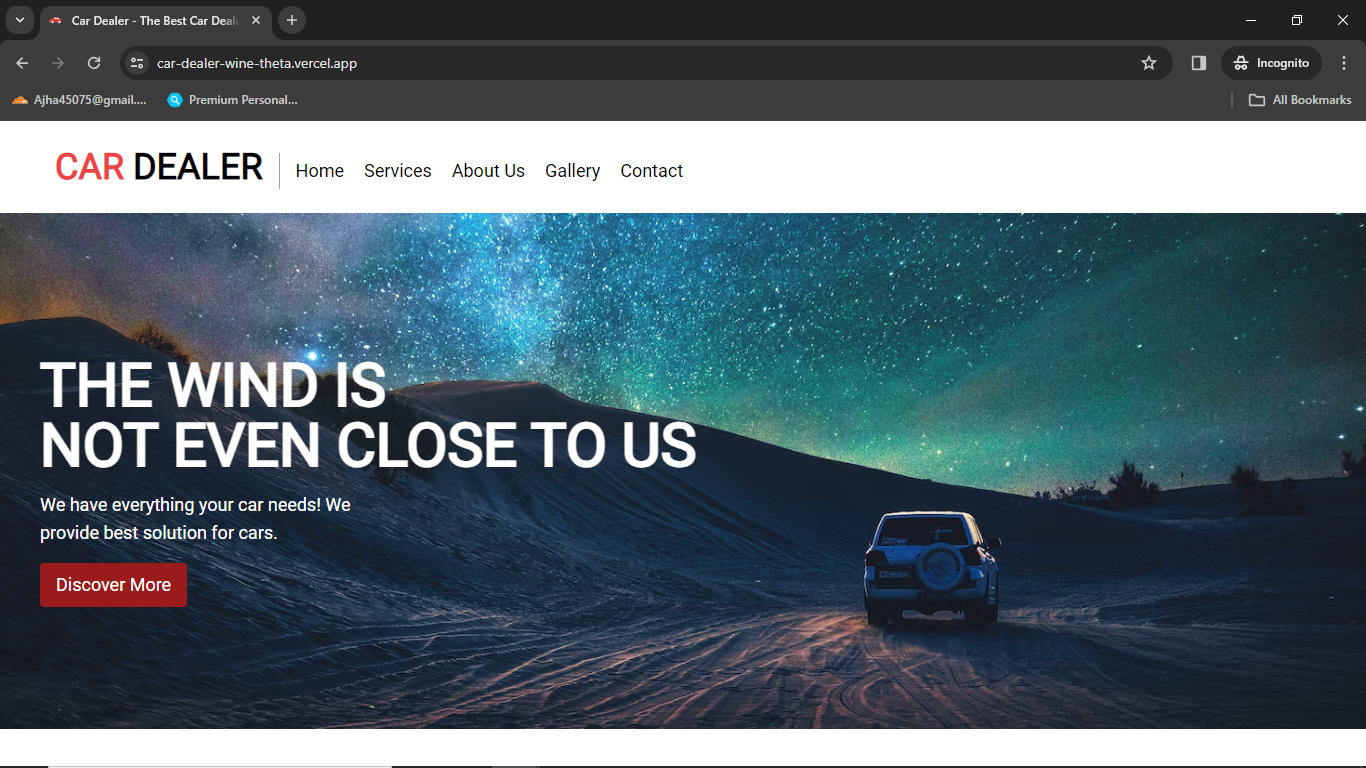 Car Dealer - The Best Car Deal
car-dealer-wine-theta.vercel.app
Incognito
Ajha45075@gmail....
Premium Personal...
All Bookmarks
CAR DEALER
Home
Services
About Us
Gallery
Contact
THE WIND IS
NOT EVEN CLOSE TO US
We have everything your car needs! We
provide best solution for cars.
Discover More